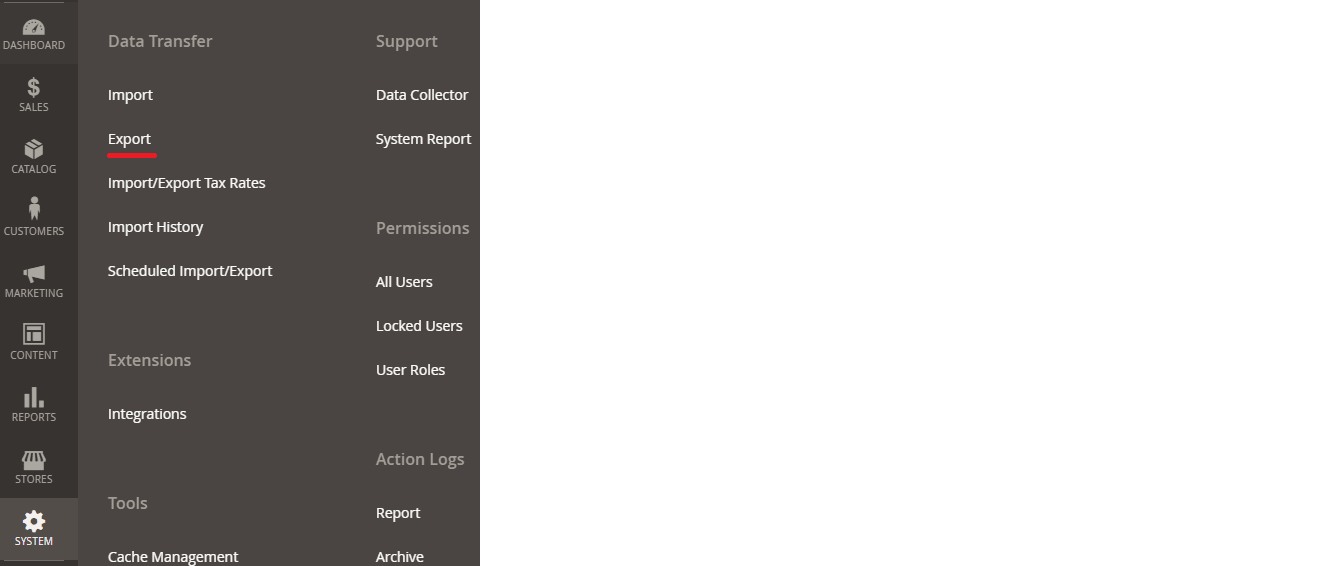 DASHBOARD
SALES
CATALOG
CUSTOMERS
MARKETING
CONTENT
REPORTS
STORES
SYSTEM
Data Transfer
Import
Export
Import/Export Tax Rates
Import History
Scheduled Import/Export
Extensions
Integrations
Tools
Cache Management
Support
Data Collector
System Report
Permissions
All Users
Locked Users
User Roles
Action Logs
Report
Archive